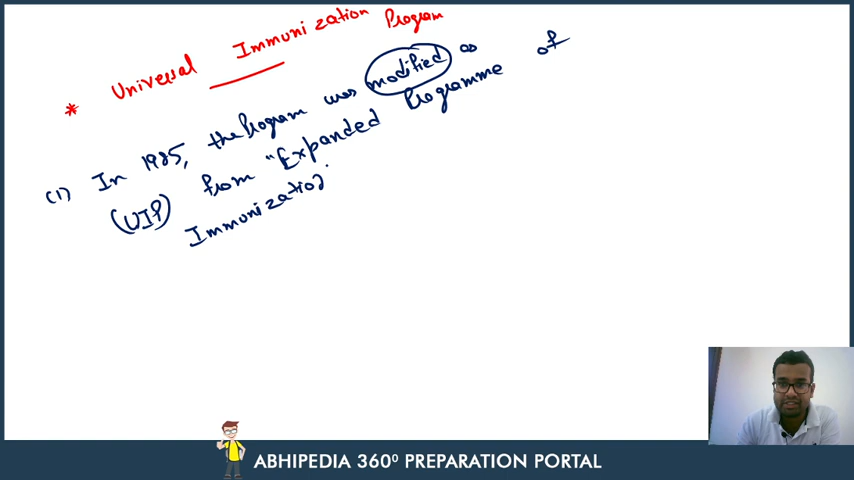 * Universal Immunization Program
(1) In 1985, the Program was modified as
(UIP) from "Expanded Programme of
Immunization.
ABHIPEDIA 360° PREPARATION PORTAL